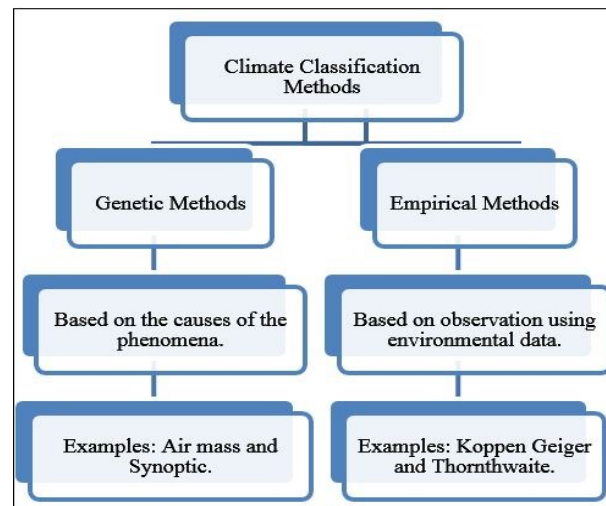 Climate Classification
Methods
Genetic Methods
Empirical Methods
Based on the causes of the
phenomena.
Based on observation using
environmental data.
Examples: Air mass and
Synoptic.
Examples: Koppen Geiger
and Thornthwaite.